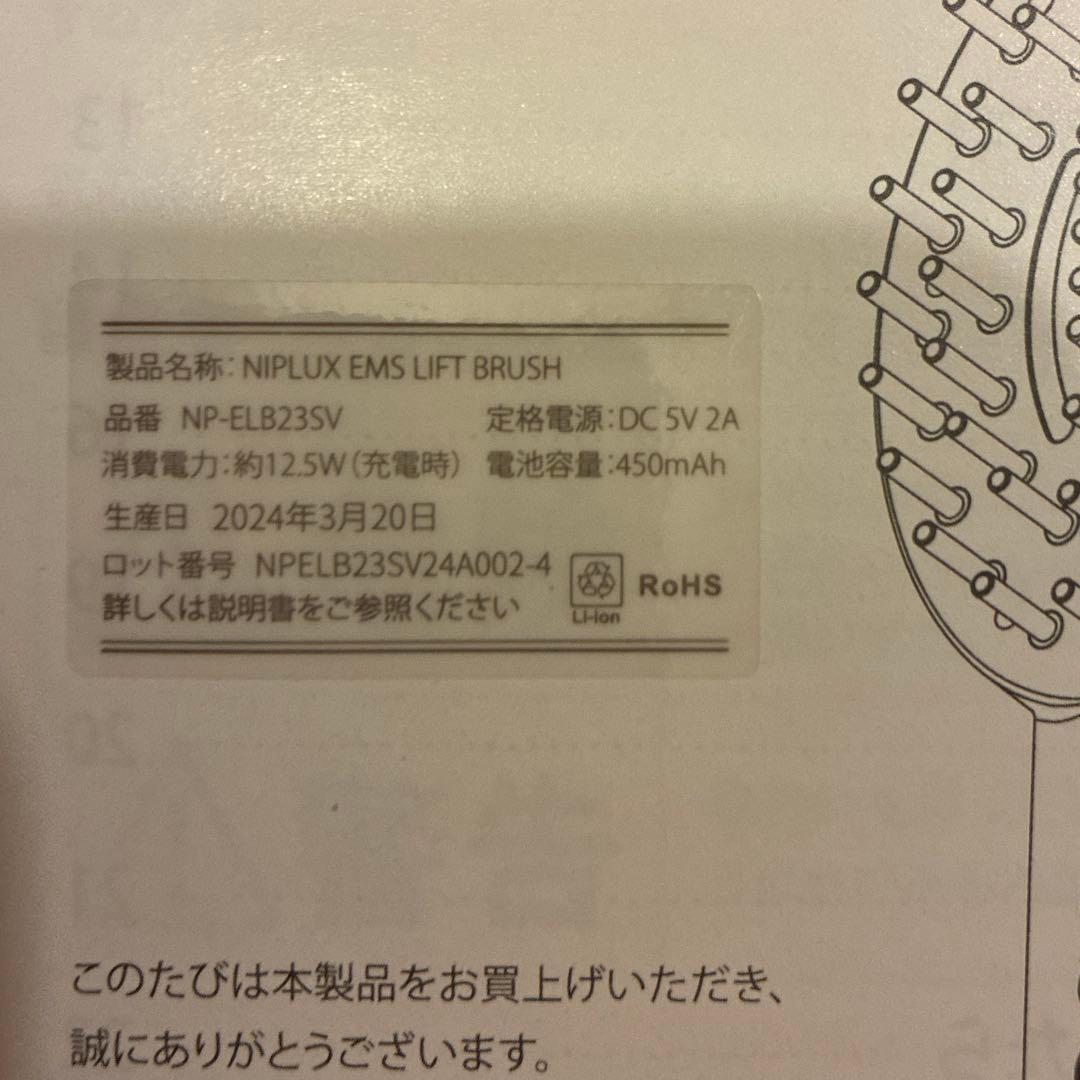 製品名称：NIPLUX EMS LIFT BRUSH
品番 NP-ELB23SV 定格電源：DC 5V 2A
消費電力：約12.5W（充電時） 電池容量：450mAh
生産日 2024年3月20日
ロット番号 NPELB23SV24A002-4
Li-ion RoHS
詳しくは説明書をご参照ください
このたびは本製品をお買上げいただき、
誠にありがとうございます。